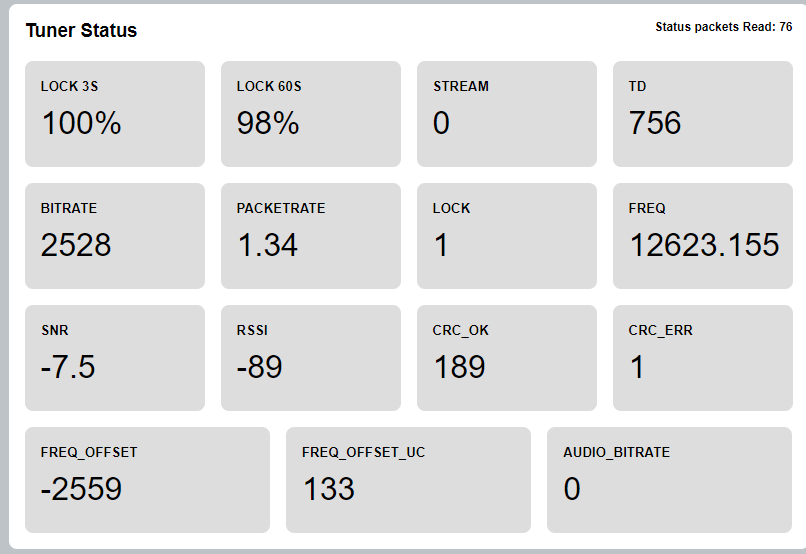 Tuner Status
Status packets Read: 76
LOCK 3S
LOCK 60S
STREAM
TD
100%
98%
0
756
BITRATE
PACKETRATE
LOCK
FREQ
2528
1.34
1
12623.155
SNR
RSSI
CRC_OK
CRC_ERR
-7.5
-89
189
1
FREQ_OFFSET
FREQ_OFFSET_UC
AUDIO_BITRATE
-2559
133
0